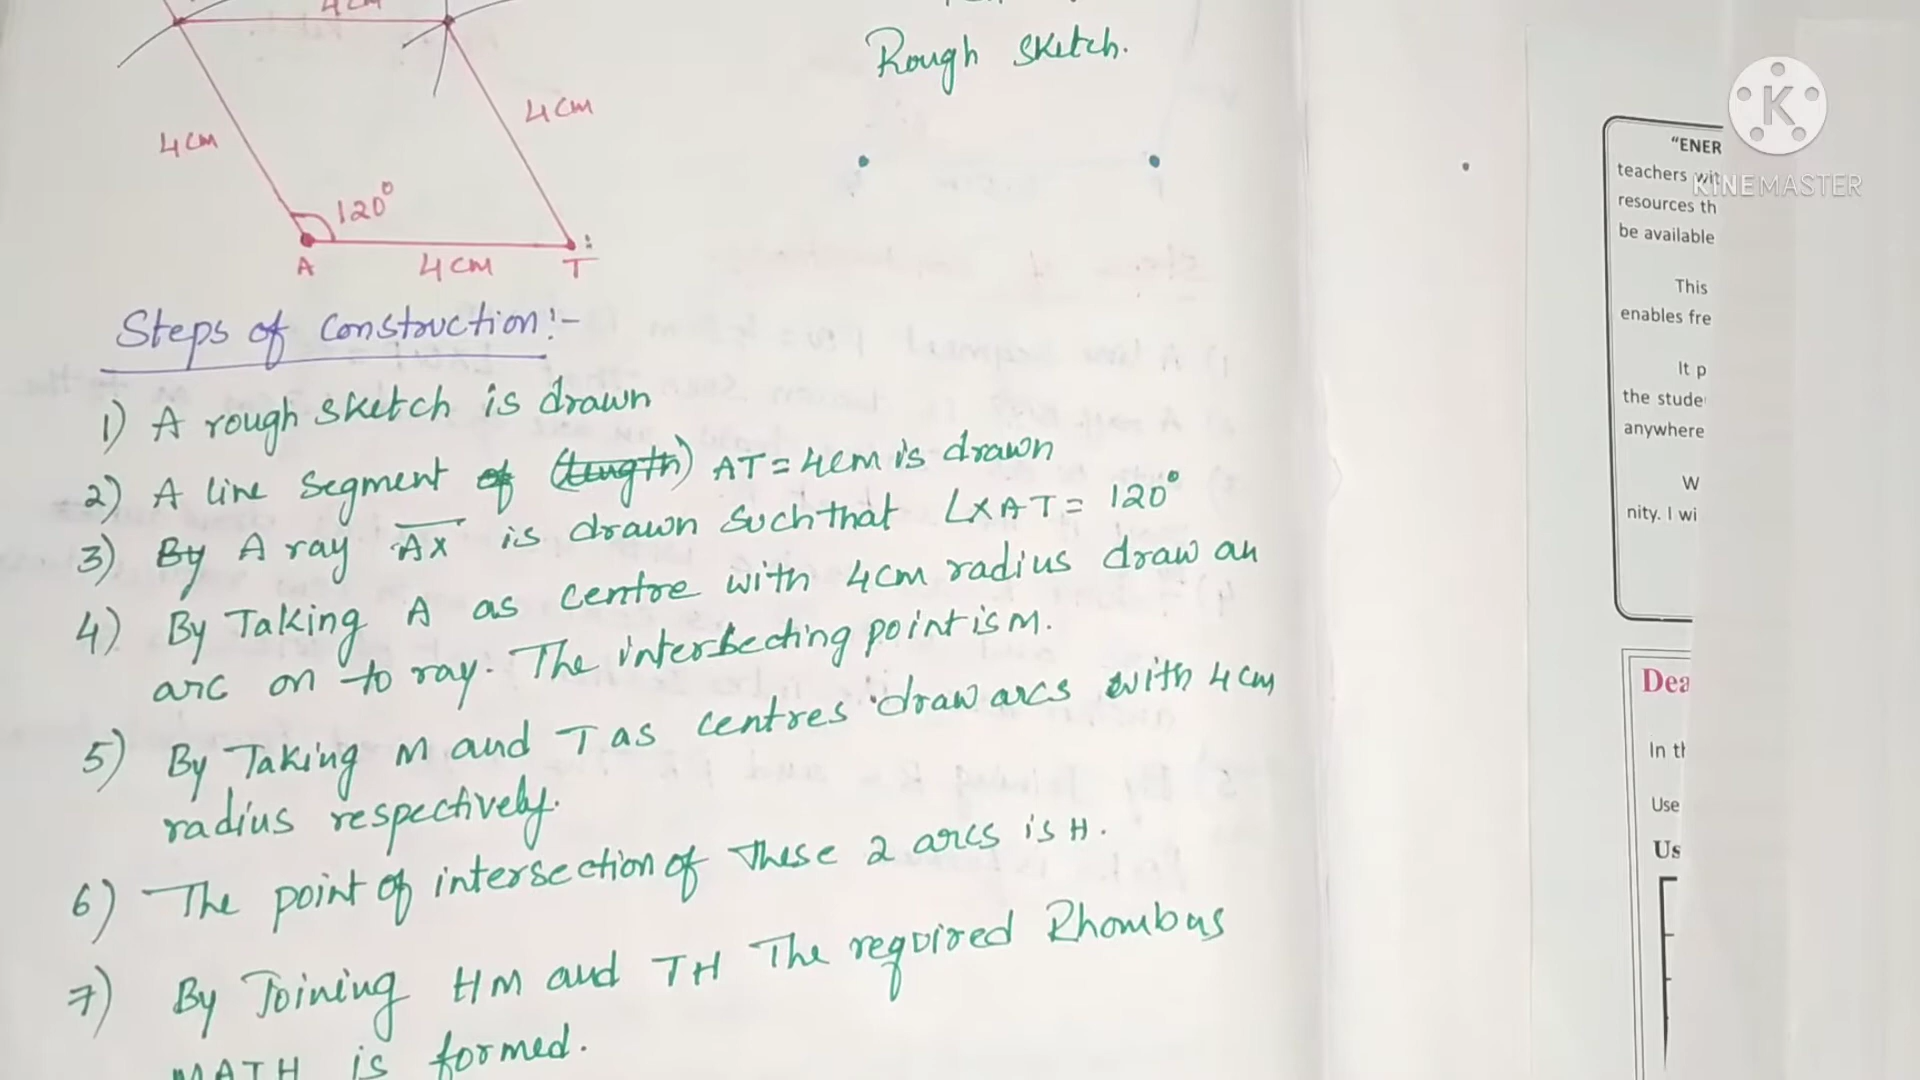 4cm
Rough sketch.
4cm
4cm
120°
A
4cm
T
Steps of Construction:-
1) A rough sketch is drawn
2) A line segment of (length) AT = 4cm is drawn
3) By A ray AX is drawn such that ∠XAT = 120°
4) By Taking A as centre with 4cm radius draw an
arc on to ray. The intersecting point is M.
5) By Taking M and T as centres draw arcs with 4cm
radius respectively.
6) The point of intersection of These 2 arcs is H.
7) By Joining HM and TH The required Rhombus
MATH is formed.
K
KINEMASTER
"ENER
teachers wit
resources th
be available
This
enables fre
It p
the stude
anywhere
W
nity. I wi
Dea
In th
Use
Us